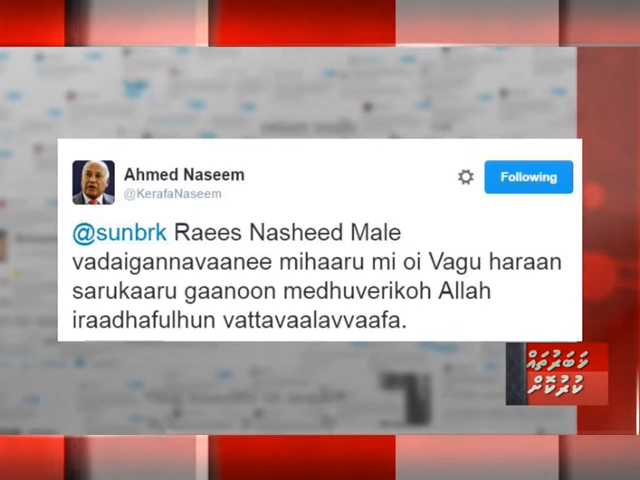 Ahmed Naseem
@KerafaNaseem
Following
@sunbrk Raees Nasheed Male
vadaigannavaanee mihaaru mi oi Vagu haraan
sarukaaru gaanoon medhuverikoh Allah
iraadhafulhun vattavaalavvaafa.
ޚަބަރުތައް
ކުރުކޮށް